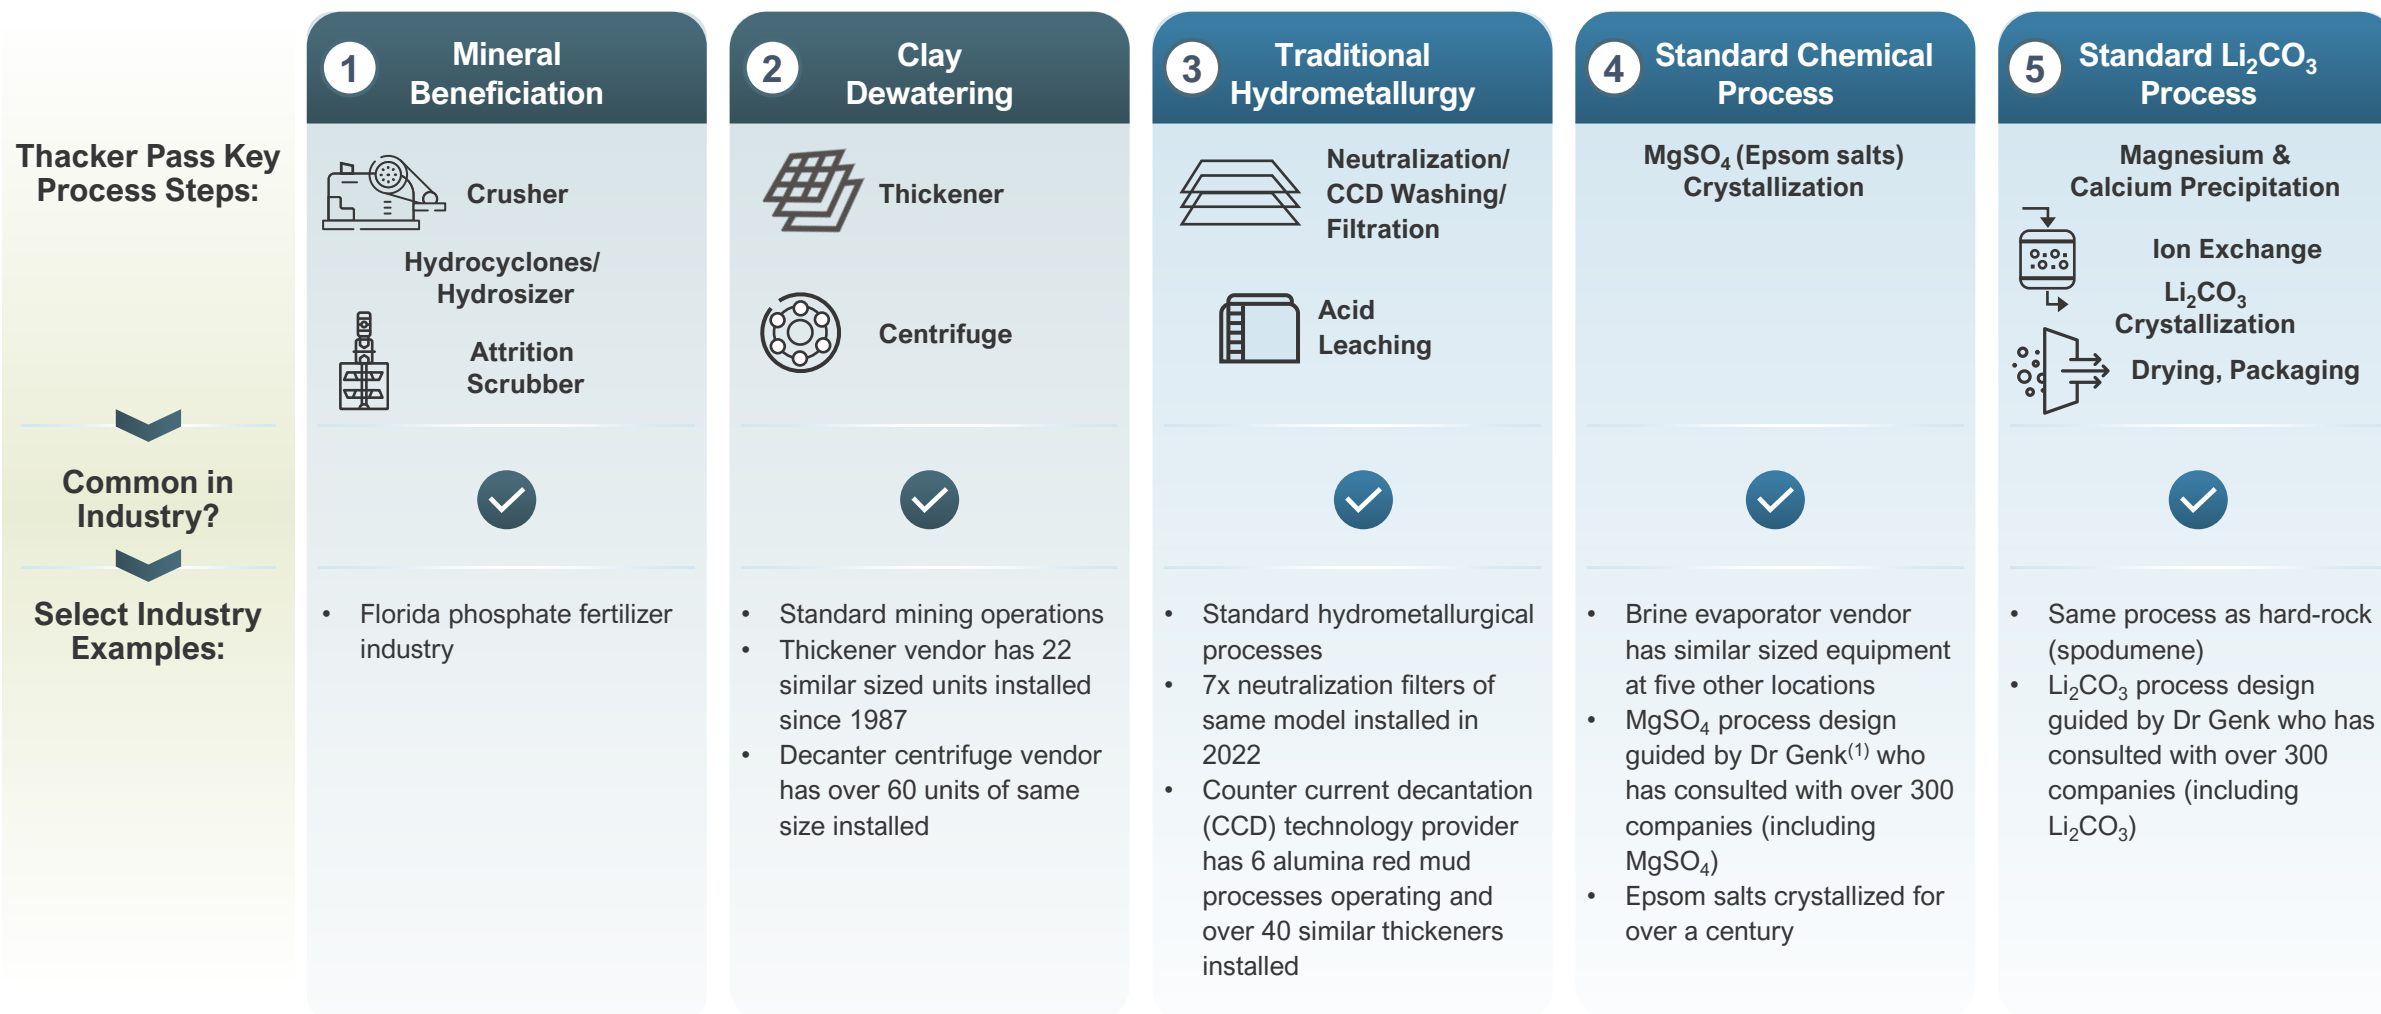 1
Mineral
Beneficiation
2
Clay
Dewatering
3
Traditional
Hydrometallurgy
4
Standard Chemical
Process
5
Standard Li₂CO₃
Process
Thacker Pass Key
Process Steps:
Crusher
Hydrocyclones/
Hydrosizer
Attrition
Scrubber
Thickener
Centrifuge
Neutralization/
CCD Washing/
Filtration
Acid
Leaching
MgSO₄ (Epsom salts)
Crystallization
Magnesium &
Calcium Precipitation
Ion Exchange
Li₂CO₃
Crystallization
Drying, Packaging
Common in
Industry?
Select Industry
Examples:
• Florida phosphate fertilizer
industry
• Standard mining operations
• Thickener vendor has 22
similar sized units installed
since 1987
• Decanter centrifuge vendor
has over 60 units of same
size installed
• Standard hydrometallurgical
processes
• 7x neutralization filters of
same model installed in
2022
• Counter current decantation
(CCD) technology provider
has 6 alumina red mud
processes operating and
over 40 similar thickeners
installed
• Brine evaporator vendor
has similar sized equipment
at five other locations
• MgSO₄ process design
guided by Dr Genk⁽¹⁾ who
has consulted with over 300
companies (including
MgSO₄)
• Epsom salts crystallized for
over a century
• Same process as hard-rock
(spodumene)
• Li₂CO₃ process design
guided by Dr Genk who has
consulted with over 300
companies (including
Li₂CO₃)